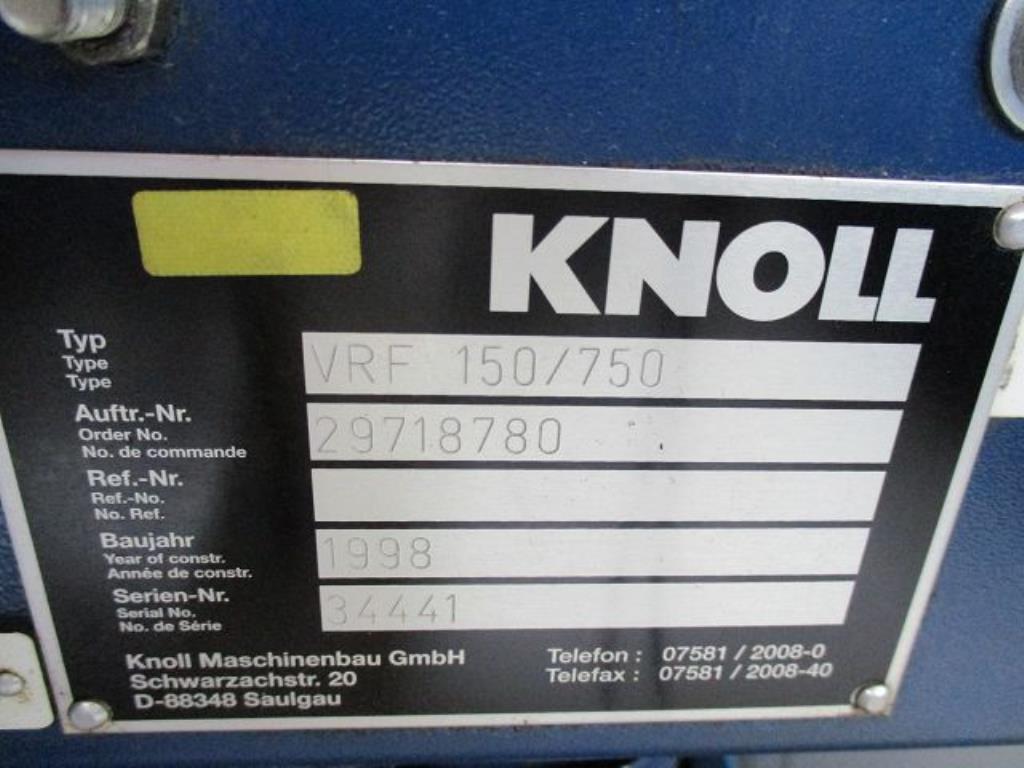 KNOLL
Typ VRF 150/750
Type
Type
Auftr.-Nr. 29718780
Order No.
No. de commande
Ref.-Nr.
Ref.-No.
No. Ref.
Baujahr 1998
Year of constr.
Année de constr.
Serien-Nr. 34441
Serial No.
No. de Série
Knoll Maschinenbau GmbH
Schwarzachstr. 20
D-88348 Saulgau
Telefon : 07581 / 2008-0
Telefax : 07581 / 2008-40